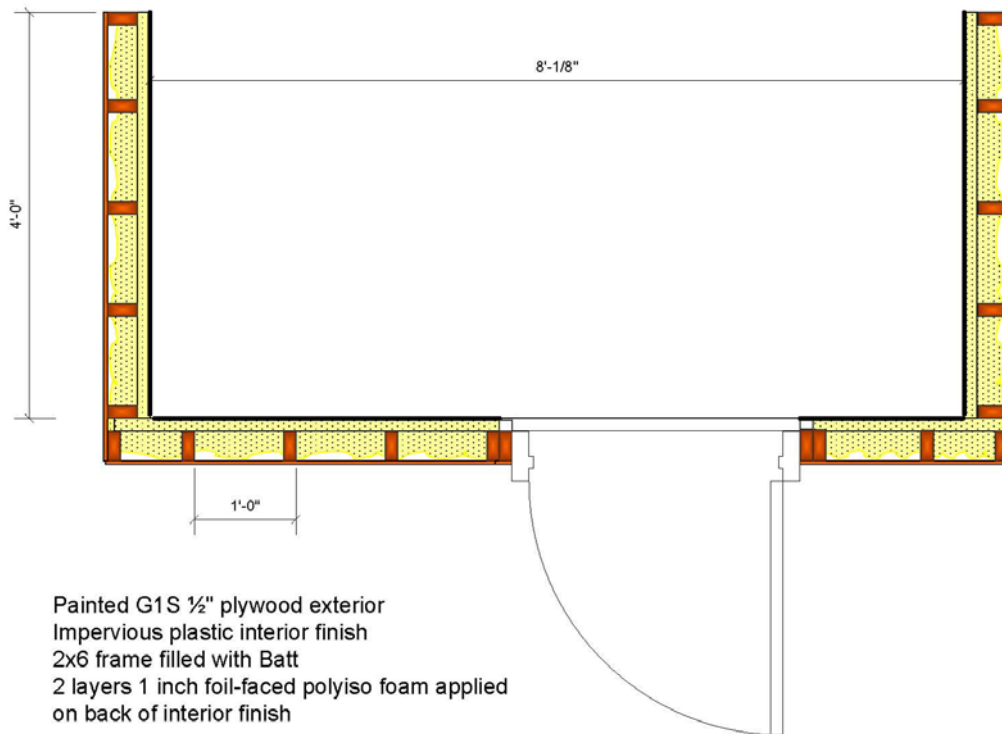 8'-1/8"
4'-0"
1'-0"
Painted G1S ½" plywood exterior
Impervious plastic interior finish
2x6 frame filled with Batt
2 layers 1 inch foil-faced polyiso foam applied
on back of interior finish